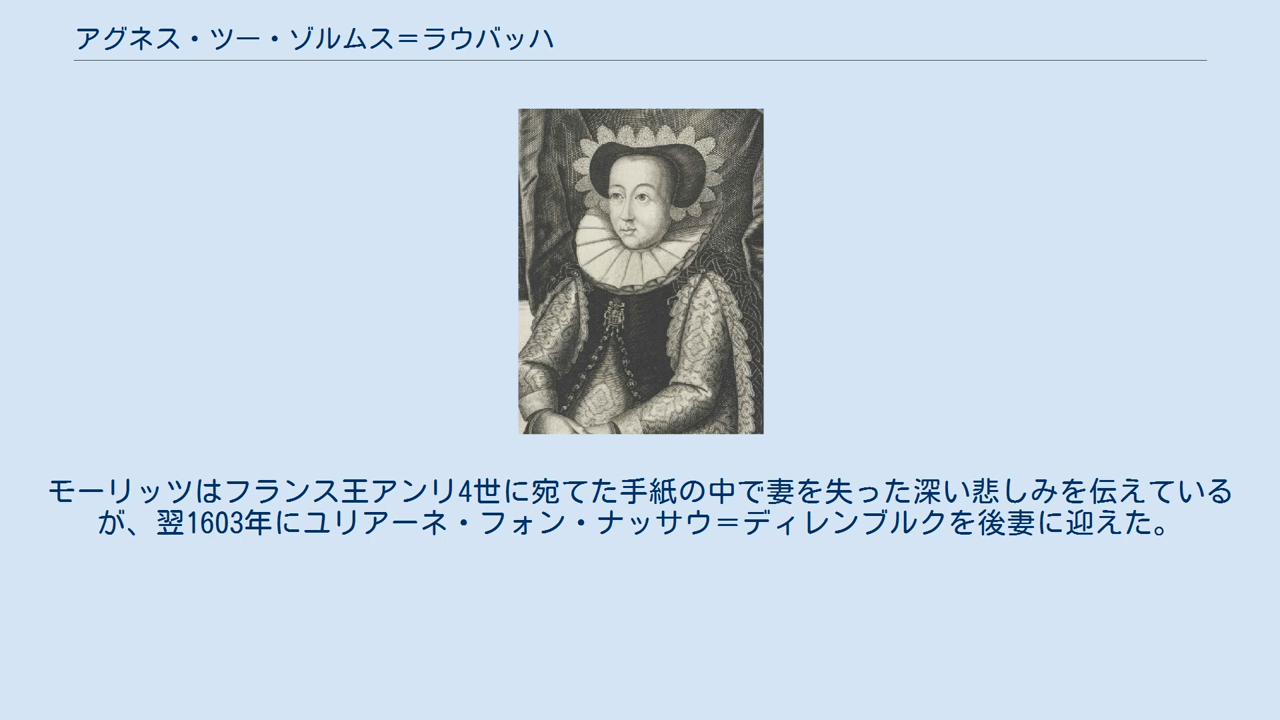 アグネス・ツー・ゾルムス＝ラウバッハ
モーリッツはフランス王アンリ4世に宛てた手紙の中で妻を失った深い悲しみを伝えている
が、翌1603年にユリアーネ・フォン・ナッサウ＝ディレンブルクを後妻に迎えた。